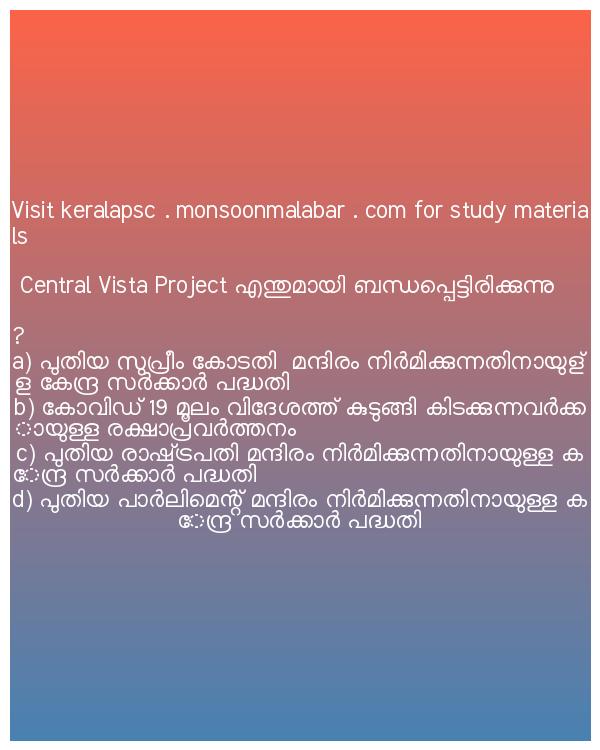 Visit keralapsc . monsoonmalabar . com for study materia
ls
Central Vista Project എന്തുമായി ബന്ധപ്പെട്ടിരിക്കുന്നു
?
a) പുതിയ സുപ്രീം കോടതി മന്ദിരം നിർമിക്കുന്നതിനായുള്
ള കേന്ദ്ര സർക്കാർ പദ്ധതി
b) കോവിഡ് 19 മൂലം വിദേശത്ത് കുടുങ്ങി കിടക്കുന്നവർക്ക
ായുള്ള രക്ഷാപ്രവർത്തനം
c) പുതിയ രാഷ്ട്രപതി മന്ദിരം നിർമിക്കുന്നതിനായുള്ള ക
േന്ദ്ര സർക്കാർ പദ്ധതി
d) പുതിയ പാർലിമെന്റ് മന്ദിരം നിർമിക്കുന്നതിനായുള്ള ക
േന്ദ്ര സർക്കാർ പദ്ധതി